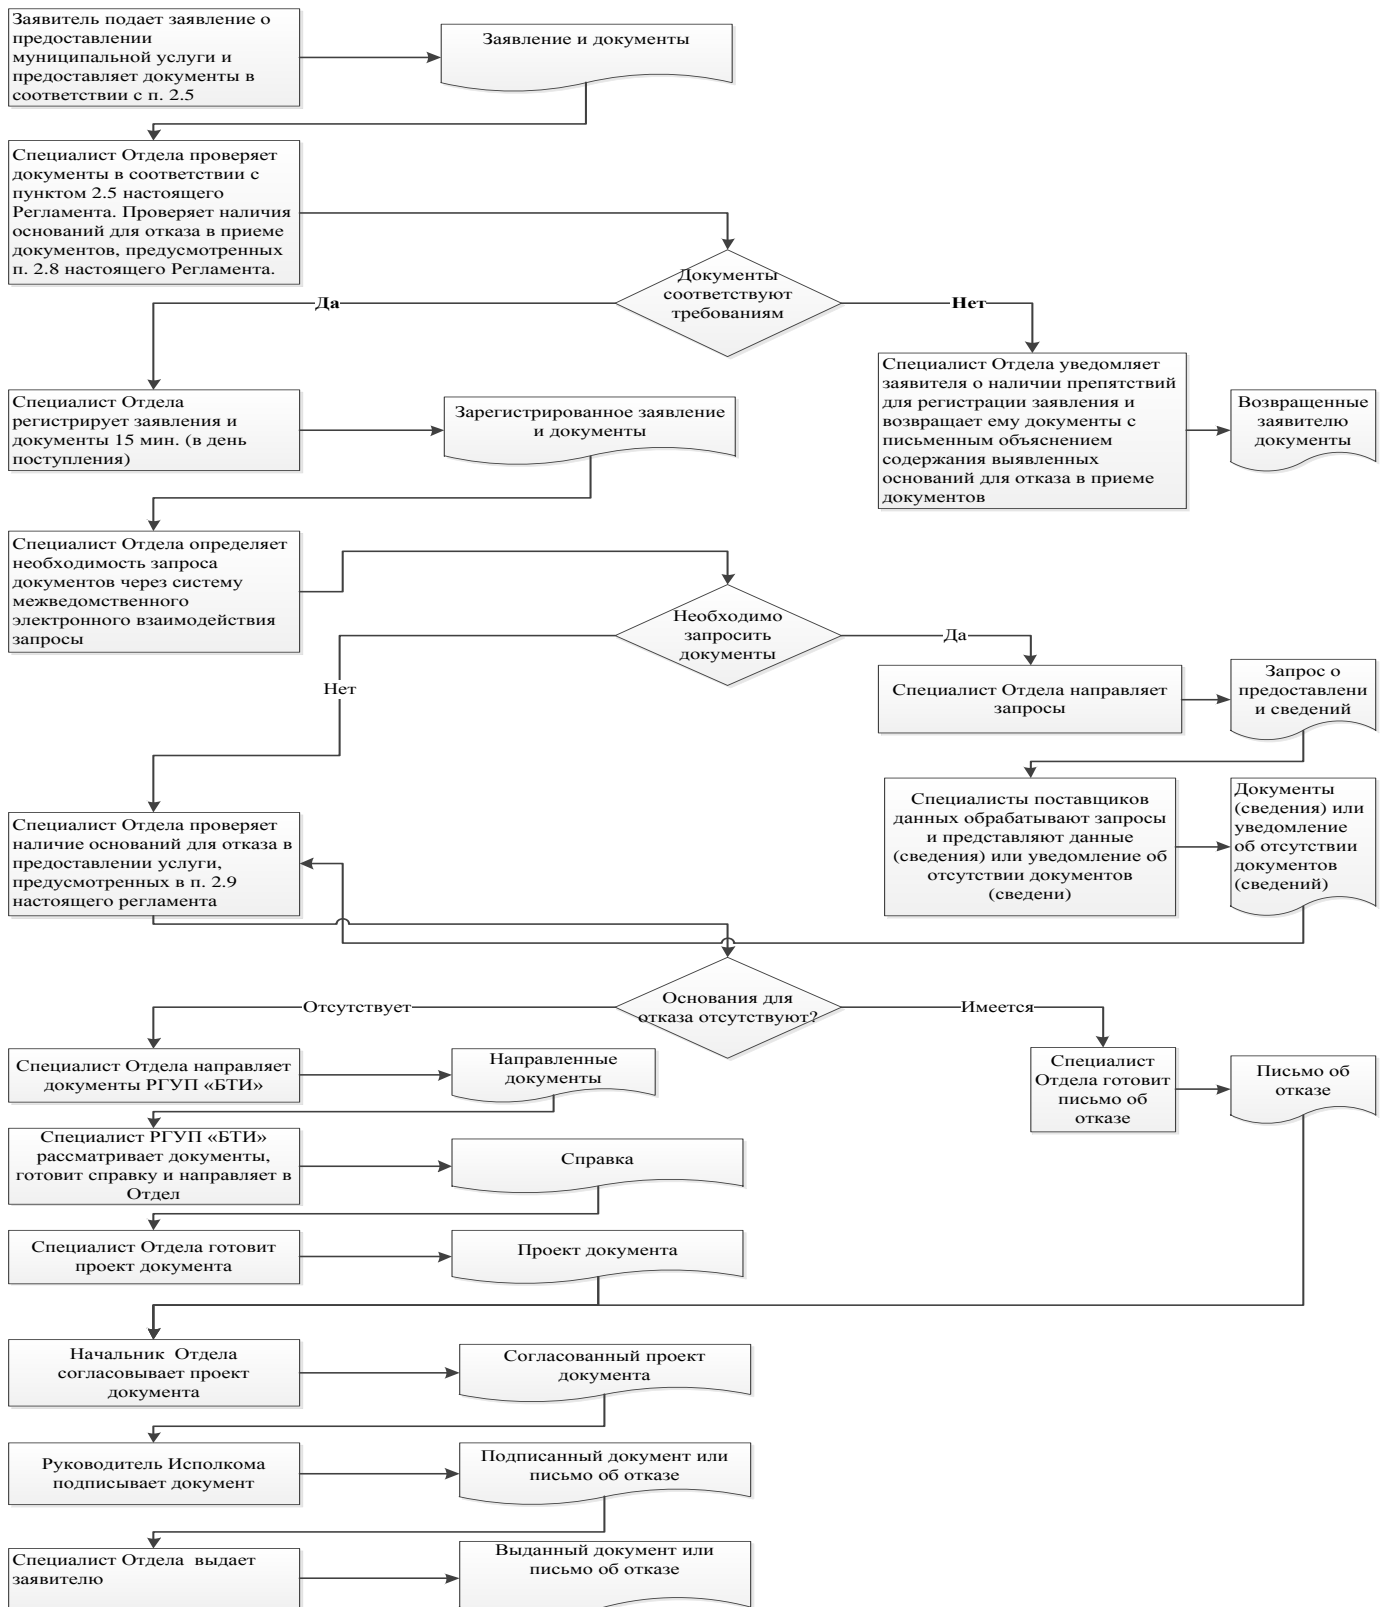 Заявитель подает заявление о
предоставлении
муниципальной услуги и
предоставляет документы в
соответствии с п. 2.5
Заявление и документы
Специалист Отдела проверяет
документы в соответствии с
пунктом 2.5 настоящего
Регламента. Проверяет наличия
оснований для отказа в приеме
документов, предусмотренных
п. 2.8 настоящего Регламента.
Документы
соответствуют
требованиям
Да
Нет
Специалист Отдела
регистрирует заявления и
документы 15 мин. (в день
поступления)
Зарегистрированное заявление
и документы
Специалист Отдела уведомляет
заявителя о наличии препятствий
для регистрации заявления и
возвращает ему документы с
письменным объяснением
содержания выявленных
оснований для отказа в приеме
документов
Возвращенные
заявителю
документы
Специалист Отдела определяет
необходимость запроса
документов через систему
межведомственного
электронного взаимодействия
запросы
Необходимо
запросить
документы
Да
Нет
Специалист Отдела направляет
запросы
Запрос о
предоставлени
и сведений
Специалисты поставщиков
данных обрабатывают запросы
и представляют данные
(сведения) или уведомление об
отсутствии документов
(сведени)
Документы
(сведения) или
уведомление
об отсутствии
документов
(сведений)
Специалист Отдела проверяет
наличие оснований для отказа в
предоставлении услуги,
предусмотренных в п. 2.9
настоящего регламента
Основания для
отказа отсутствуют?
Отсутствует
Имеется
Специалист Отдела направляет
документы РГУП «БТИ»
Направленные
документы
Специалист
Отдела готовит
письмо об
отказе
Письмо об
отказе
Специалист РГУП «БТИ»
рассматривает документы,
готовит справку и направляет в
Отдел
Справка
Специалист Отдела готовит
проект документа
Проект документа
Начальник  Отдела
согласовывает проект
документа
Согласованный проект
документа
Руководитель Исполкома
подписывает документ
Подписанный документ или
письмо об отказе
Специалист Отдела  выдает
заявителю
Выданный документ или
письмо об отказе